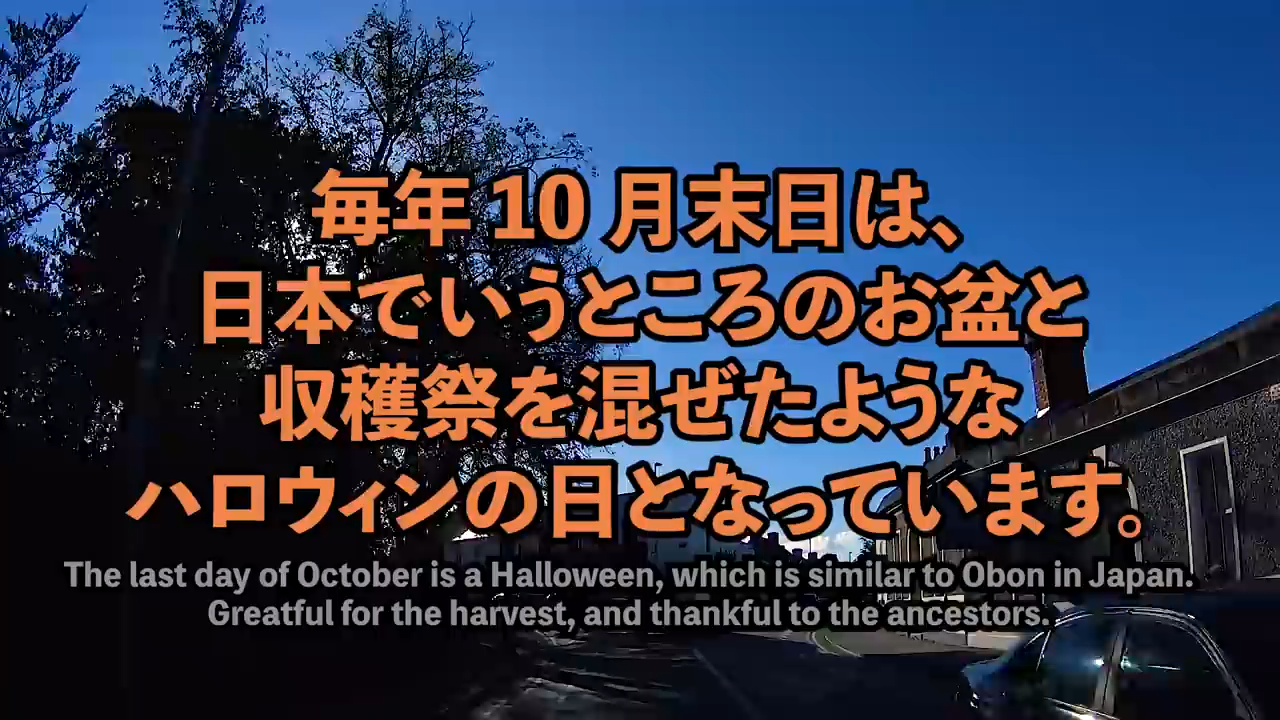 毎年10月末日は、
日本でいうところのお盆と
収穫祭を混ぜたような
ハロウィンの日となっています。
The last day of October is a Halloween, which is similar to Obon in Japan.
Greatful for the harvest, and thankful to the ancestors.